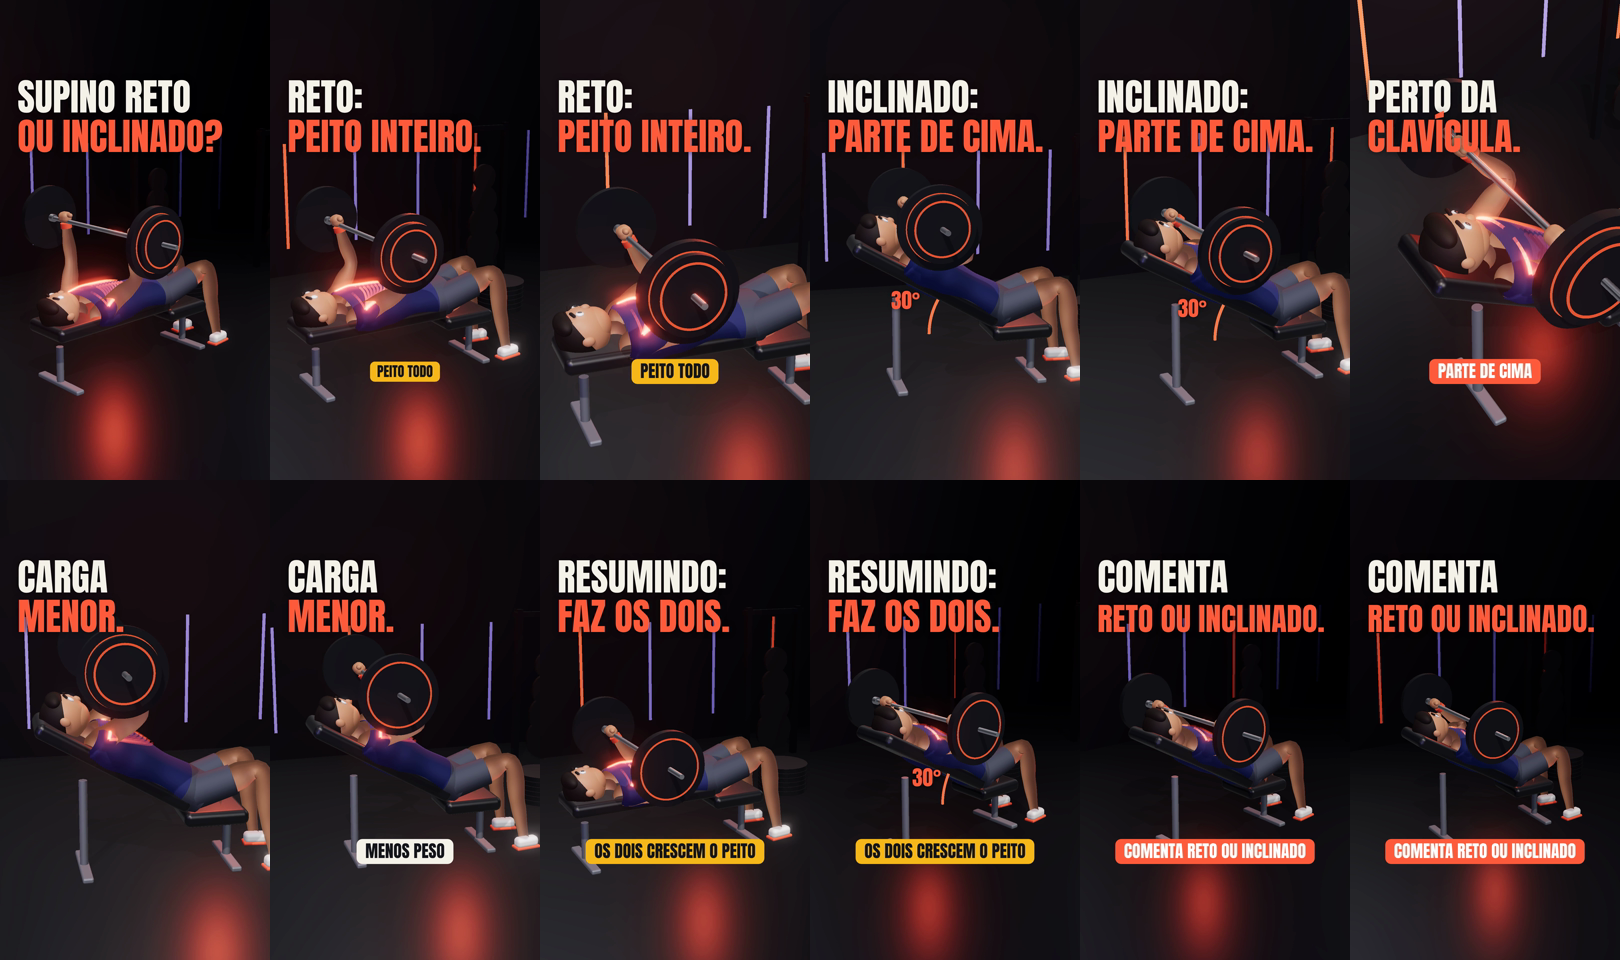 SUPINO RETO
OU INCLINADO?
RETO:
PEITO INTEIRO.
PEITO TODO
RETO:
PEITO INTEIRO.
PEITO TODO
INCLINADO:
PARTE DE CIMA.
30°
INCLINADO:
PARTE DE CIMA.
30°
PERTO DA
CLAVÍCULA.
PARTE DE CIMA
CARGA
MENOR.
CARGA
MENOR.
MENOS PESO
RESUMINDO:
FAZ OS DOIS.
OS DOIS CRESCEM O PEITO
RESUMINDO:
FAZ OS DOIS.
30°
OS DOIS CRESCEM O PEITO
COMENTA
RETO OU INCLINADO.
COMENTA RETO OU INCLINADO
COMENTA
RETO OU INCLINADO.
COMENTA RETO OU INCLINADO